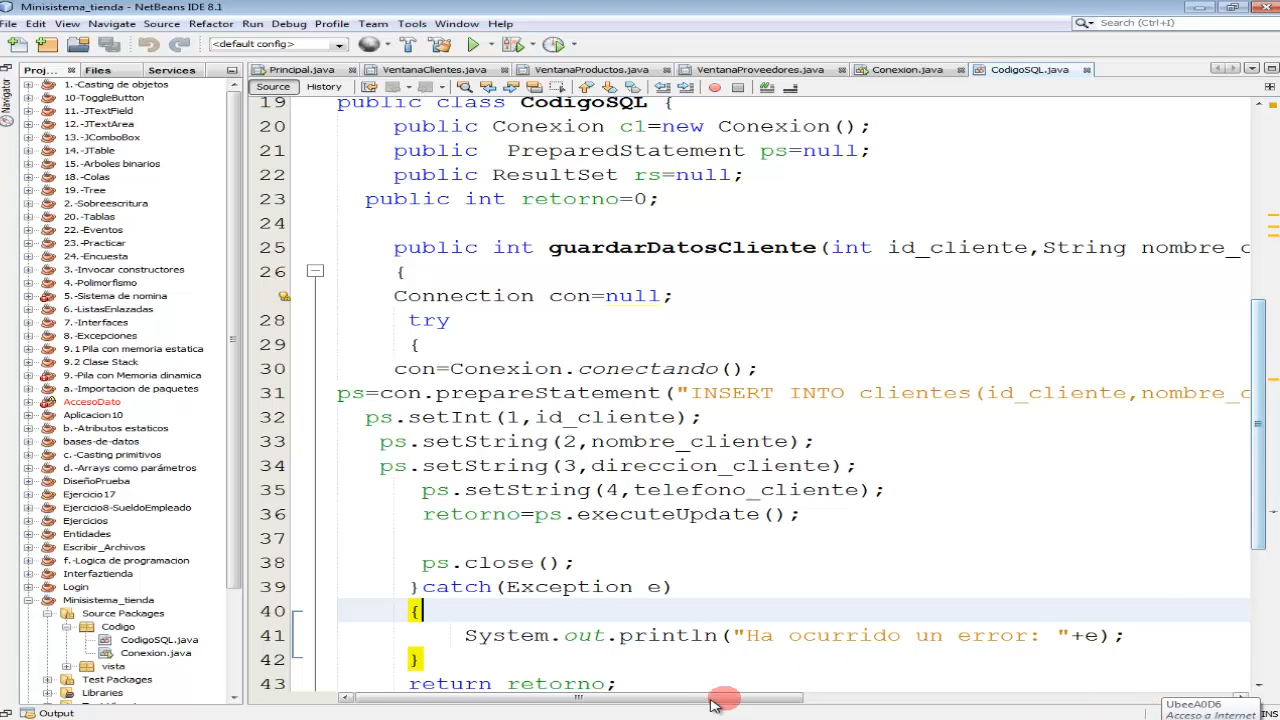 Minisistema_tienda - NetBeans IDE 8.1
File Edit View Navigate Source Refactor Run Debug Profile Team Tools Window Help
Search (Ctrl+I)
<default config>
Proj... Files Services
Principal.java VentanaClientes.java VentanaProductos.java VentanaProveedores.java Conexion.java CodigoSQL.java
Navigator
Source History
1.-Casting de objetos
10-ToggleButton
11.-JTextField
12.-JTextArea
13.-JComboBox
14.-JTable
15.-Arboles binarios
18.-Colas
19.-Tree
2.-Sobreescritura
20.-Tablas
22.-Eventos
23.-Practicar
24.-Encuesta
3.-Invocar constructores
4.-Polimorfismo
5.-Sistema de nomina
6.-ListasEnlazadas
7.-Interfaces
8.-Excepciones
9.1 Pila con memoria estatica
9.2 Clase Stack
9.-Pila con Memoria dinamica
a.-Importacion de paquetes
AccesoDato
Aplicacion10
b.-Atributos estaticos
bases-de-datos
c.-Casting primitivos
d.-Arrays como parámetros
DiseñoPrueba
Ejercicio17
Ejercicio8-SueldoEmpleado
Ejercicios
Entidades
Escribir_Archivos
f.-Logica de programacion
Interfaztienda
Login
Minisistema_tienda
Source Packages
Codigo
CodigoSQL.java
Conexion.java
vista
Test Packages
Libraries
19 public class CodigoSQL {
20 public Conexion c1=new Conexion();
21 public  PreparedStatement ps=null;
22 public ResultSet rs=null;
23 public int retorno=0;
24
25 public int guardarDatosCliente(int id_cliente,String nombre_c
26 {
Connection con=null;
28 try
29 {
30 con=Conexion.conectando();
31 ps=con.prepareStatement("INSERT INTO clientes(id_cliente,nombre_c
32 ps.setInt(1,id_cliente);
33 ps.setString(2,nombre_cliente);
34 ps.setString(3,direccion_cliente);
35 ps.setString(4,telefono_cliente);
36 retorno=ps.executeUpdate();
37
38 ps.close();
39 }catch(Exception e)
40 {
41 System.out.println("Ha ocurrido un error: "+e);
42 }
43 return retorno;
Output
UbeeA0D6
Acceso a Internet
INS